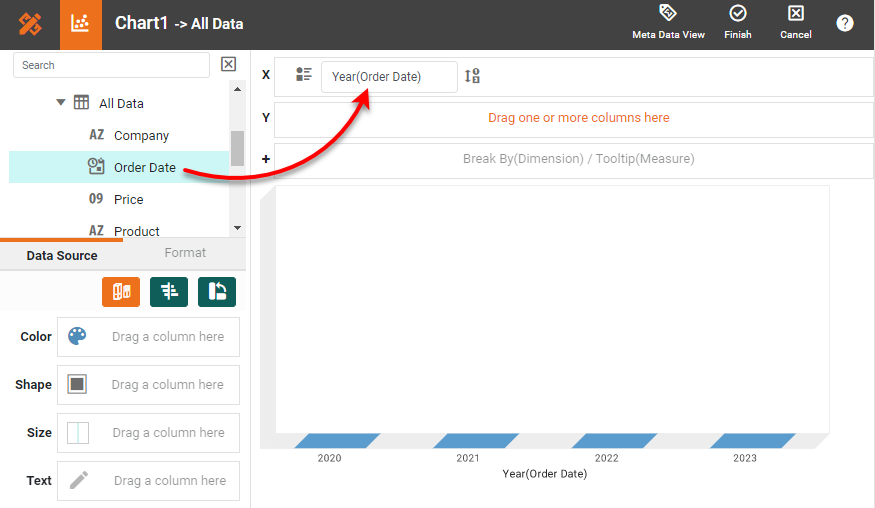 Chart1 -> All Data
Meta Data View
Finish
Cancel
?
Search
All Data
AZ Company
Order Date
09 Price
AZ Product
Data Source
Format
Color
Drag a column here
Shape
Drag a column here
Size
Drag a column here
Text
Drag a column here
X
Year(Order Date)
Y
Drag one or more columns here
+
Break By(Dimension) / Tooltip(Measure)
2020 2021 2022 2023
Year(Order Date)